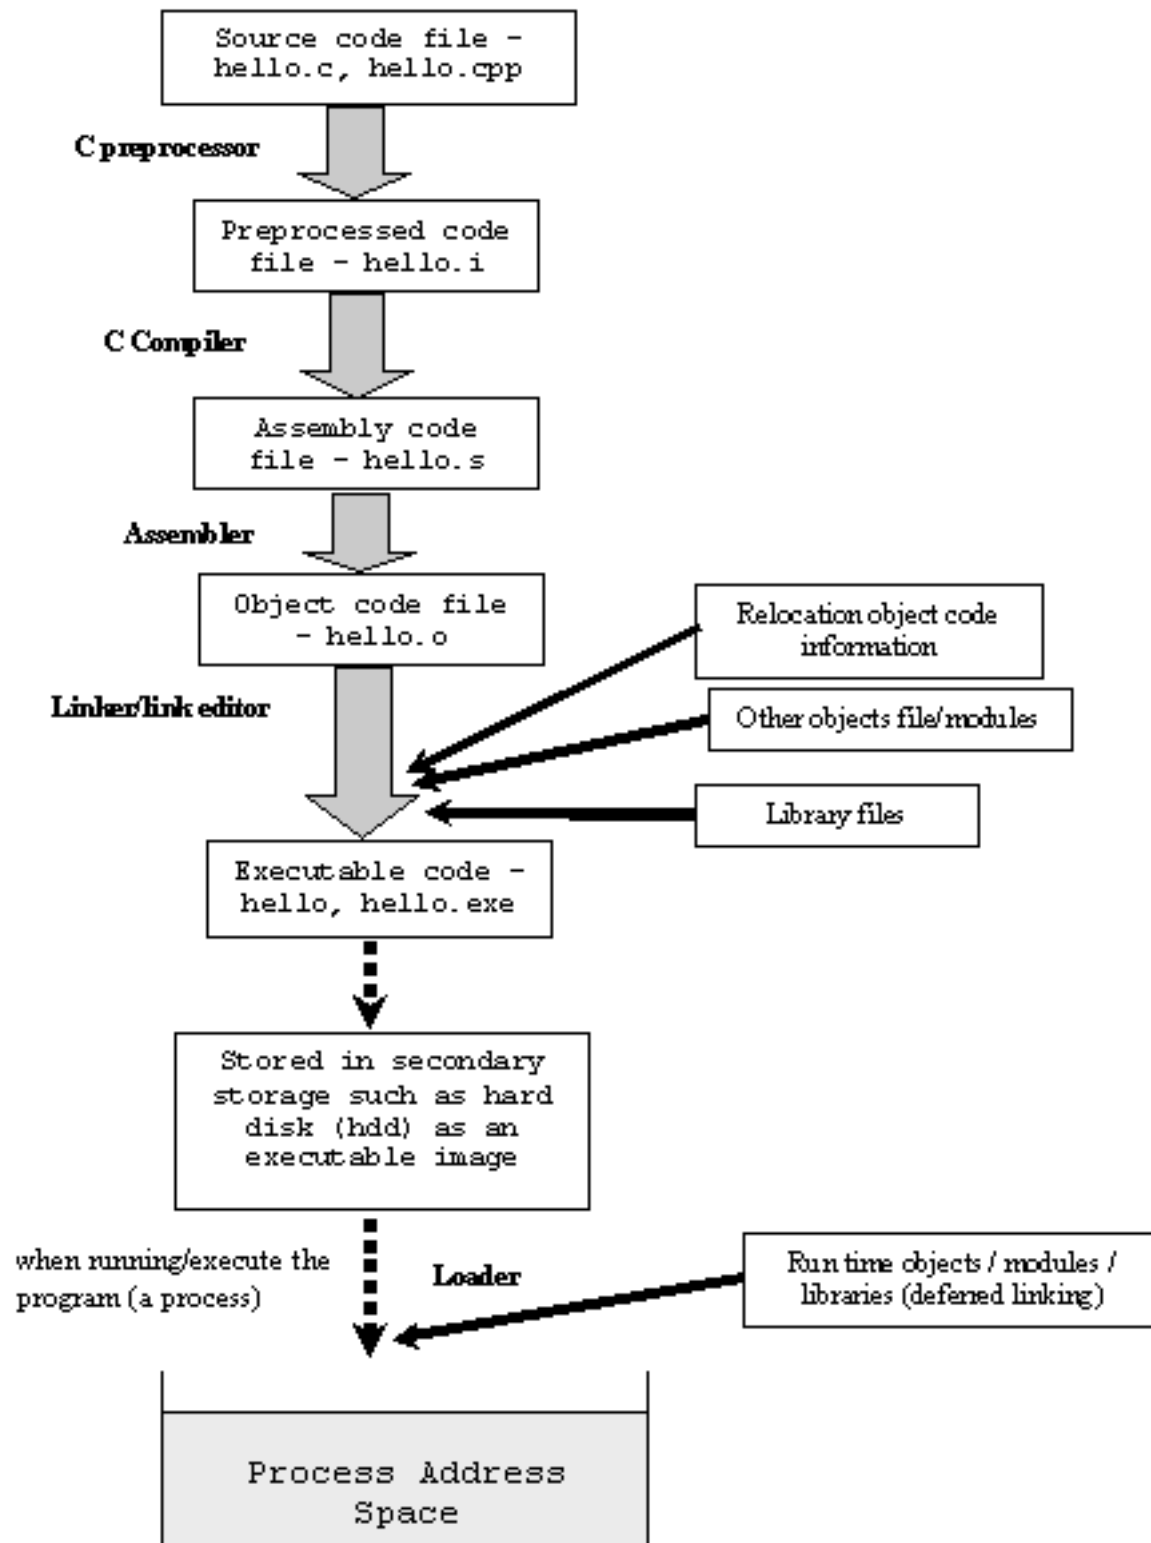 Source code file -
hello.c, hello.cpp
C preprocessor
Preprocessed code
file - hello.i
C Compiler
Assembly code
file - hello.s
Assembler
Object code file
- hello.o
Relocation object code
information
Linker/link editor
Other objects file/modules
Library files
Executable code -
hello, hello.exe
Stored in secondary
storage such as hard
disk (hdd) as an
executable image
when running/execute the
program (a process)
Loader
Run time objects / modules /
libraries (deferred linking)
Process Address
Space